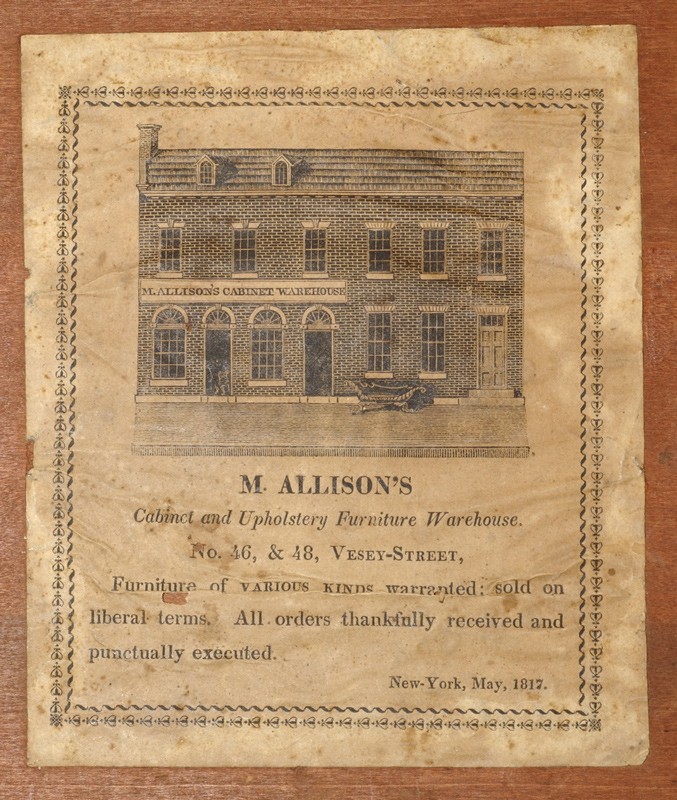 M. ALLISON'S CABINET WAREHOUSE
M. ALLISON'S
Cabinet and Upholstery Furniture Warehouse.
No. 46, & 48, VESEY-STREET,
Furniture of VARIOUS KINDS warranted; sold on
liberal terms. All orders thankfully received and
punctually executed.
New-York, May, 1817.